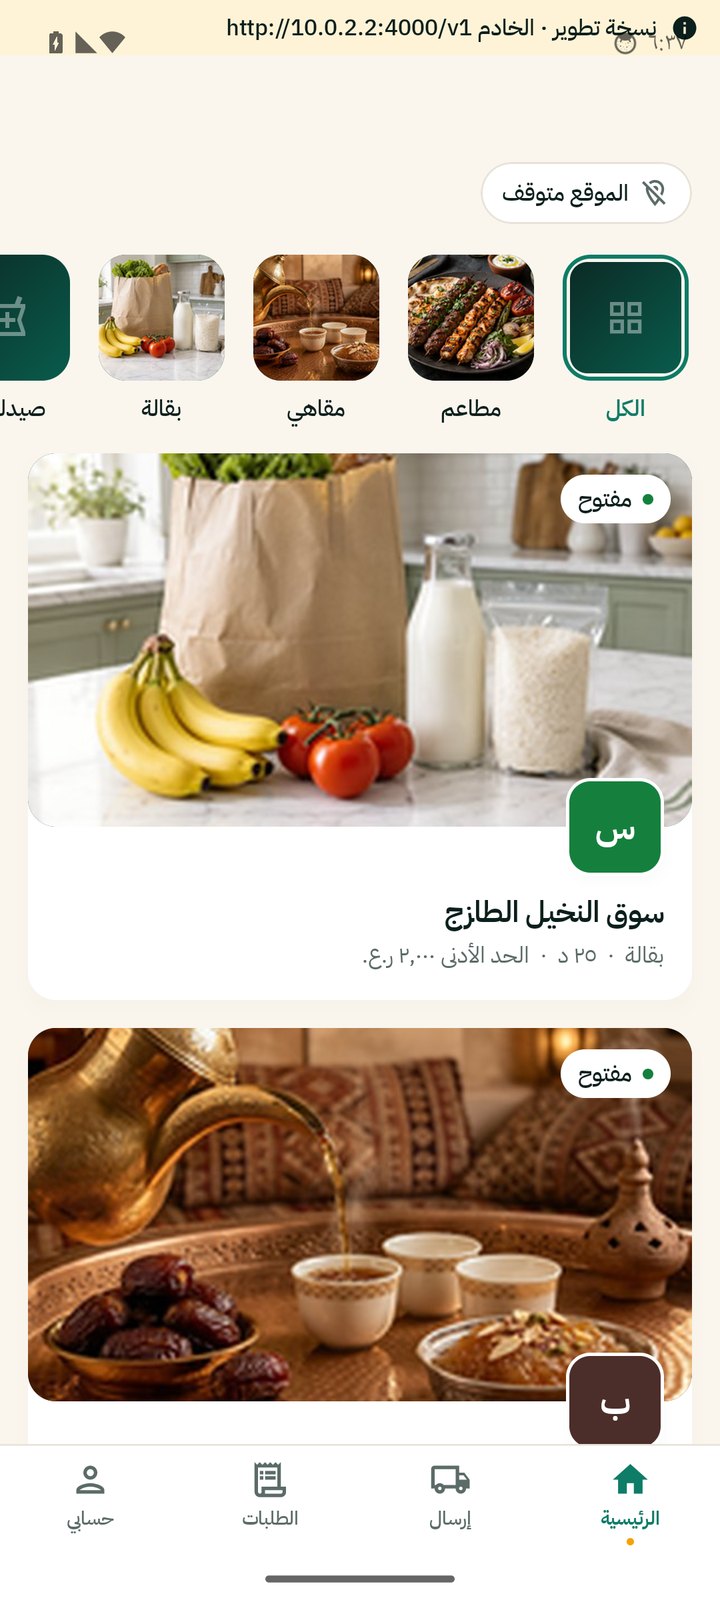 نسخة تطوير · الخادم http://10.0.2.2:4000/v1
٦:٣٧
الموقع متوقف
الكل
مطاعم
مقاهي
بقالة
صيدل
مفتوح
س
سوق النخيل الطازج
بقالة · ٢٥ د · الحد الأدنى ٢,٠٠٠ ر.ع.
مفتوح
ب
الرئيسية
إرسال
الطلبات
حسابي